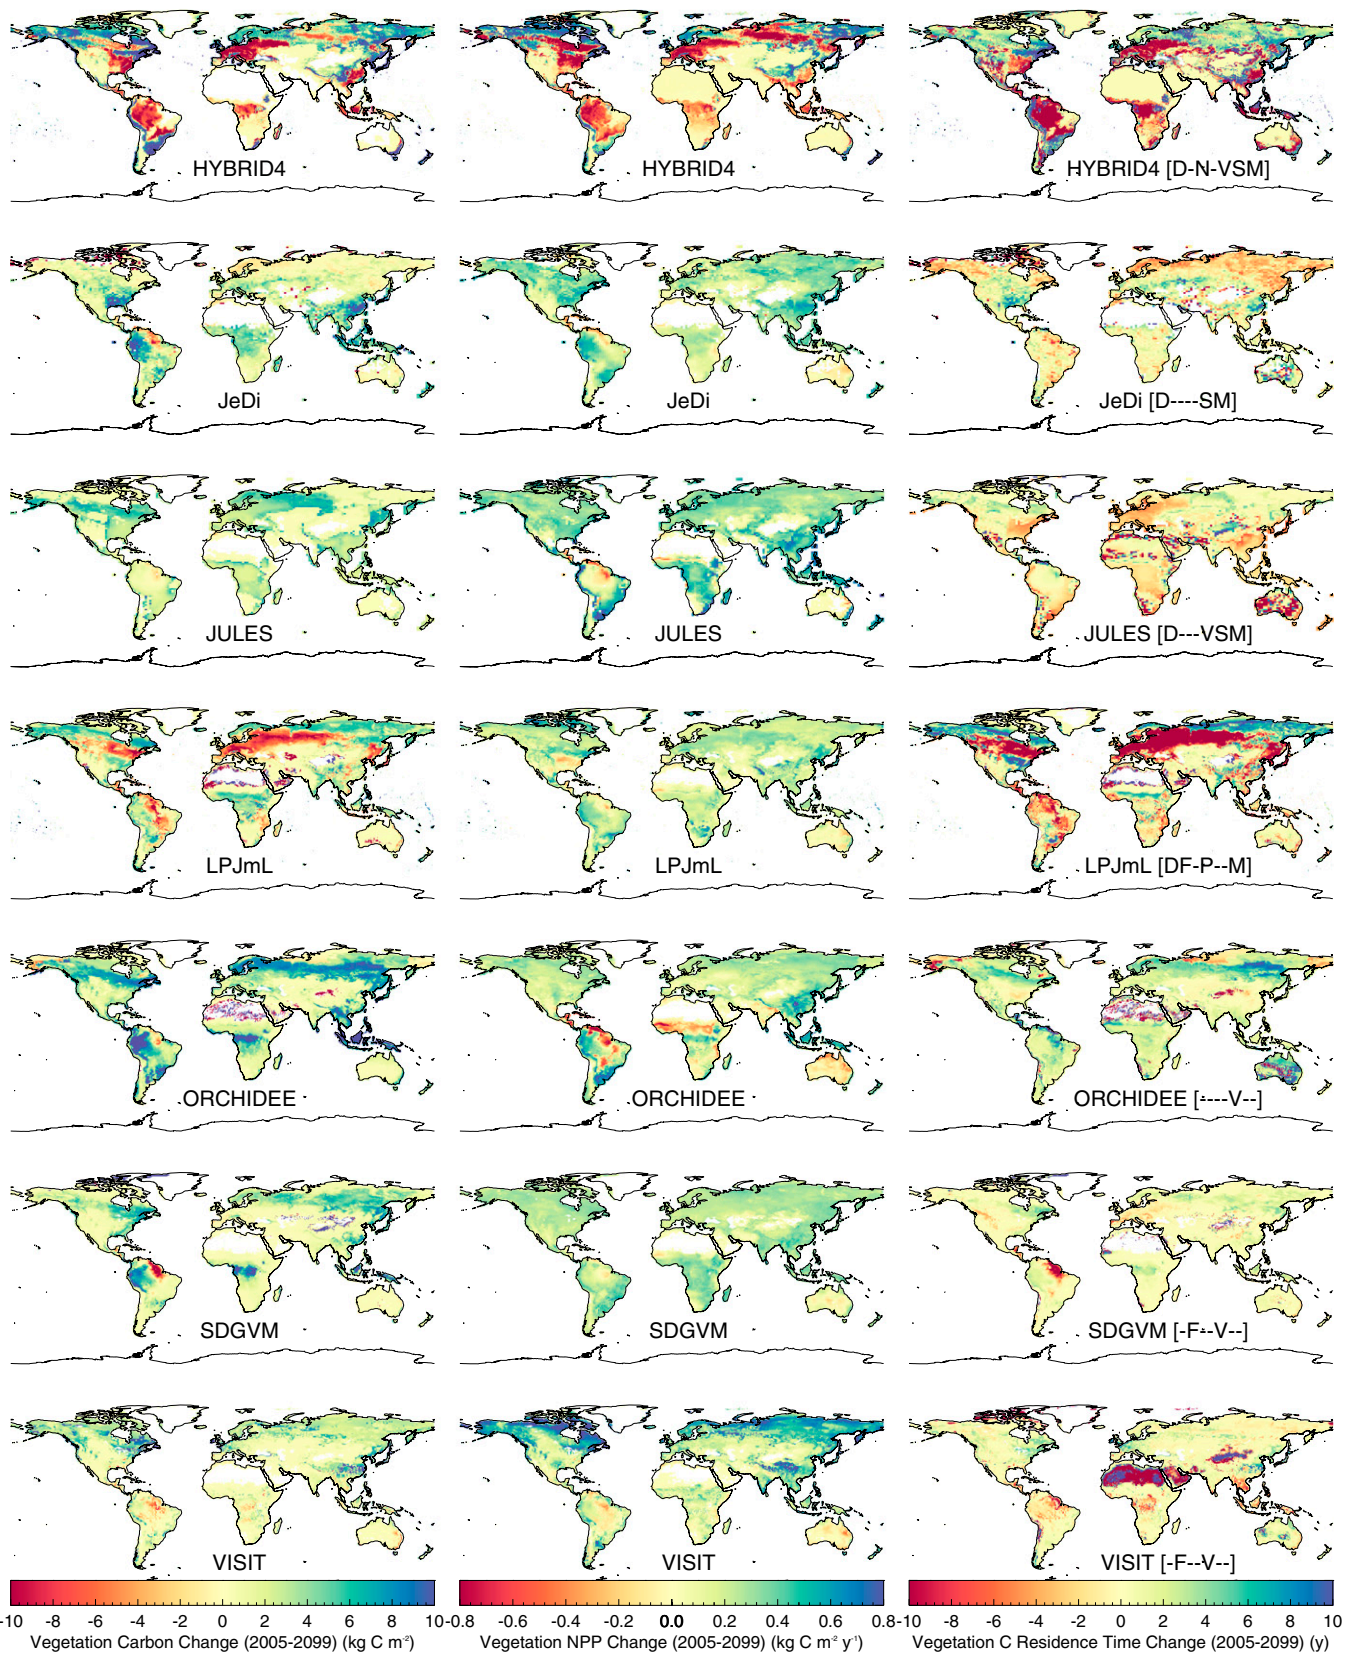 HYBRID4 HYBRID4 HYBRID4 [D-N-VSM]
JeDi JeDi JeDi [D----SM]
JULES JULES JULES [D---VSM]
LPJmL LPJmL LPJmL [DF-P--M]
ORCHIDEE ORCHIDEE ORCHIDEE [----V--]
SDGVM SDGVM SDGVM [-F--V--]
VISIT VISIT VISIT [-F--V--]
-10 -8 -6 -4 -2 0 2 4 6 8 10 -0.8 -0.6 -0.4 -0.2 0.0 0.2 0.4 0.6 0.8 -10 -8 -6 -4 -2 0 2 4 6 8 10
Vegetation Carbon Change (2005-2099) (kg C m⁻²) Vegetation NPP Change (2005-2099) (kg C m⁻² y⁻¹) Vegetation C Residence Time Change (2005-2099) (y)